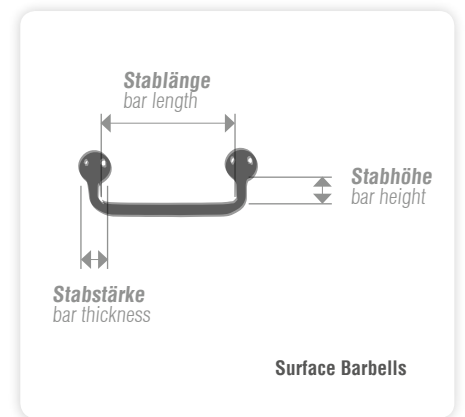 Stablänge
bar length
Stabhöhe
bar height
Stabstärke
bar thickness
Surface Barbells